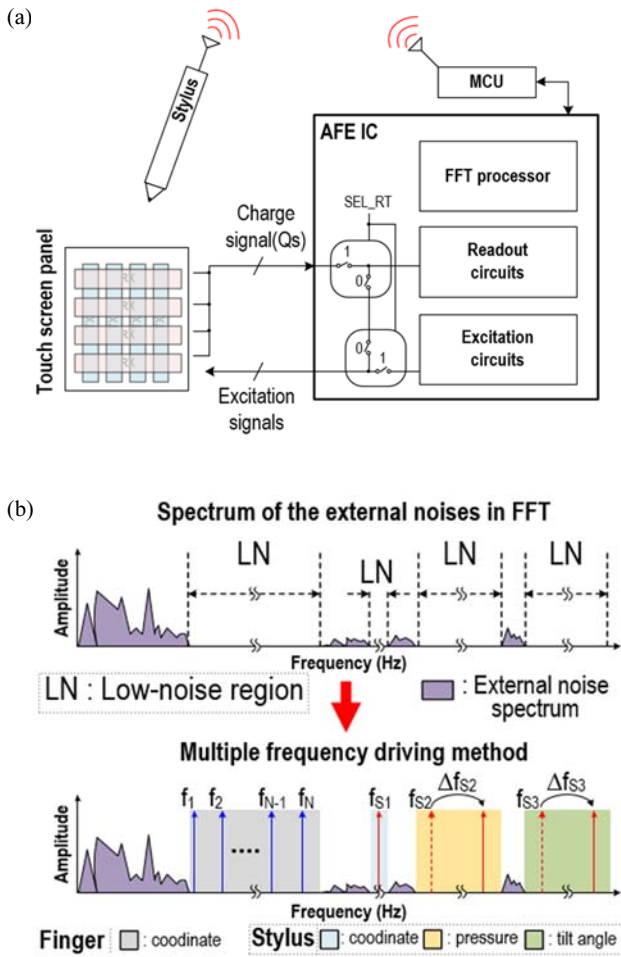 (a)
Stylus
MCU
AFE IC
FFT processor
SEL_RT
Charge
signal(Qs)
1
0
Readout
circuits
Touch screen panel
RX
RX
RX
RX
0
1
Excitation
circuits
Excitation
signals
(b)
Spectrum of the external noises in FFT
LN
LN
LN
LN
Amplitude
Frequency (Hz)
LN : Low-noise region
: External noise
spectrum
Multiple frequency driving method
f1 f2 fN-1 fN fS1 fS2 ΔfS2 fS3 ΔfS3
Amplitude
Frequency (Hz)
Finger : coodinate Stylus : coordinate : pressure : tilt angle